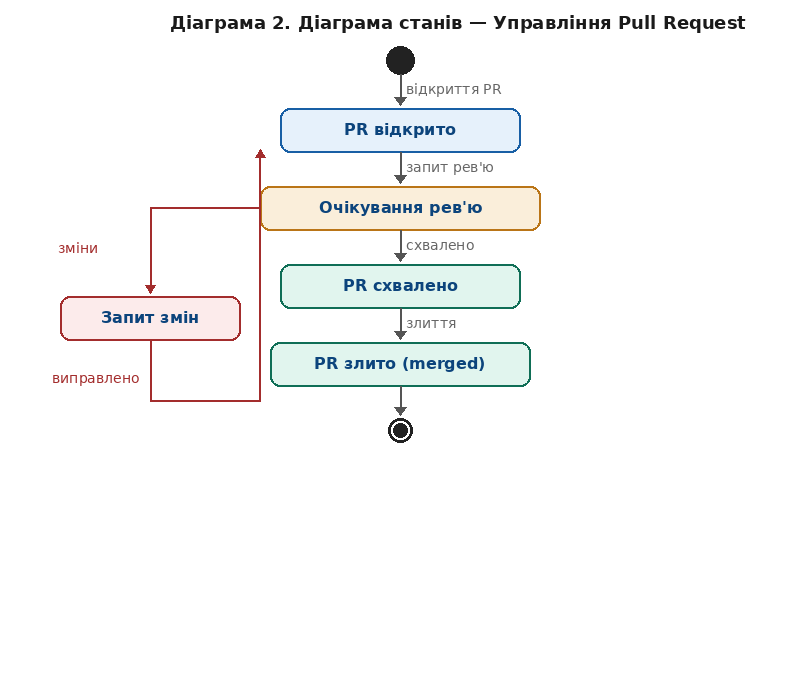 Діаграма 2. Діаграма станів — Управління Pull Request
відкриття PR
PR відкрито
запит рев'ю
Очікування рев'ю
зміни
схвалено
PR схвалено
Запит змін
злиття
PR злито (merged)
виправлено